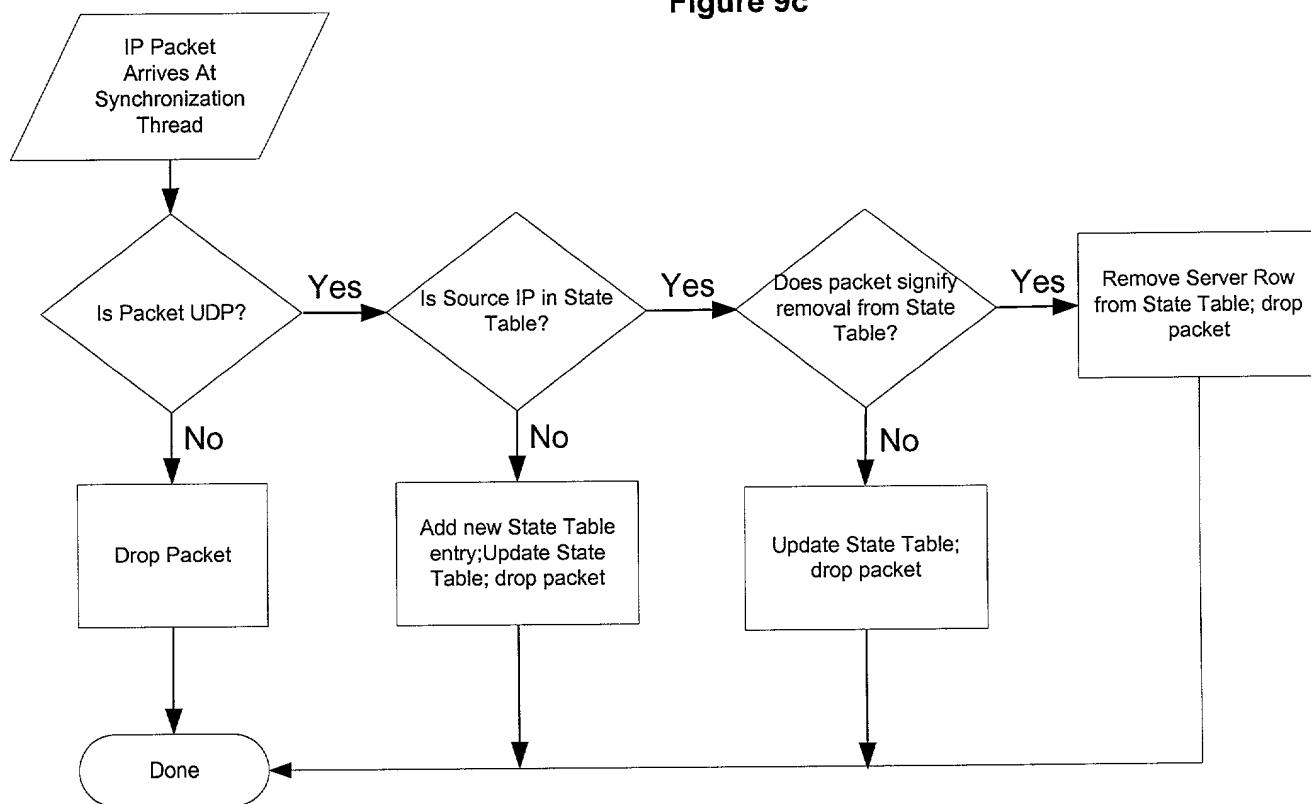 Figure 9c
IP Packet
Arrives At
Synchronization
Thread
Is Packet UDP?
Yes
Is Source IP in State
Table?
Yes
Does packet signify
removal from State
Table?
Yes
Remove Server Row
from State Table; drop
packet
No
No
No
Drop Packet
Add new State Table
entry;Update State
Table; drop packet
Update State Table;
drop packet
Done